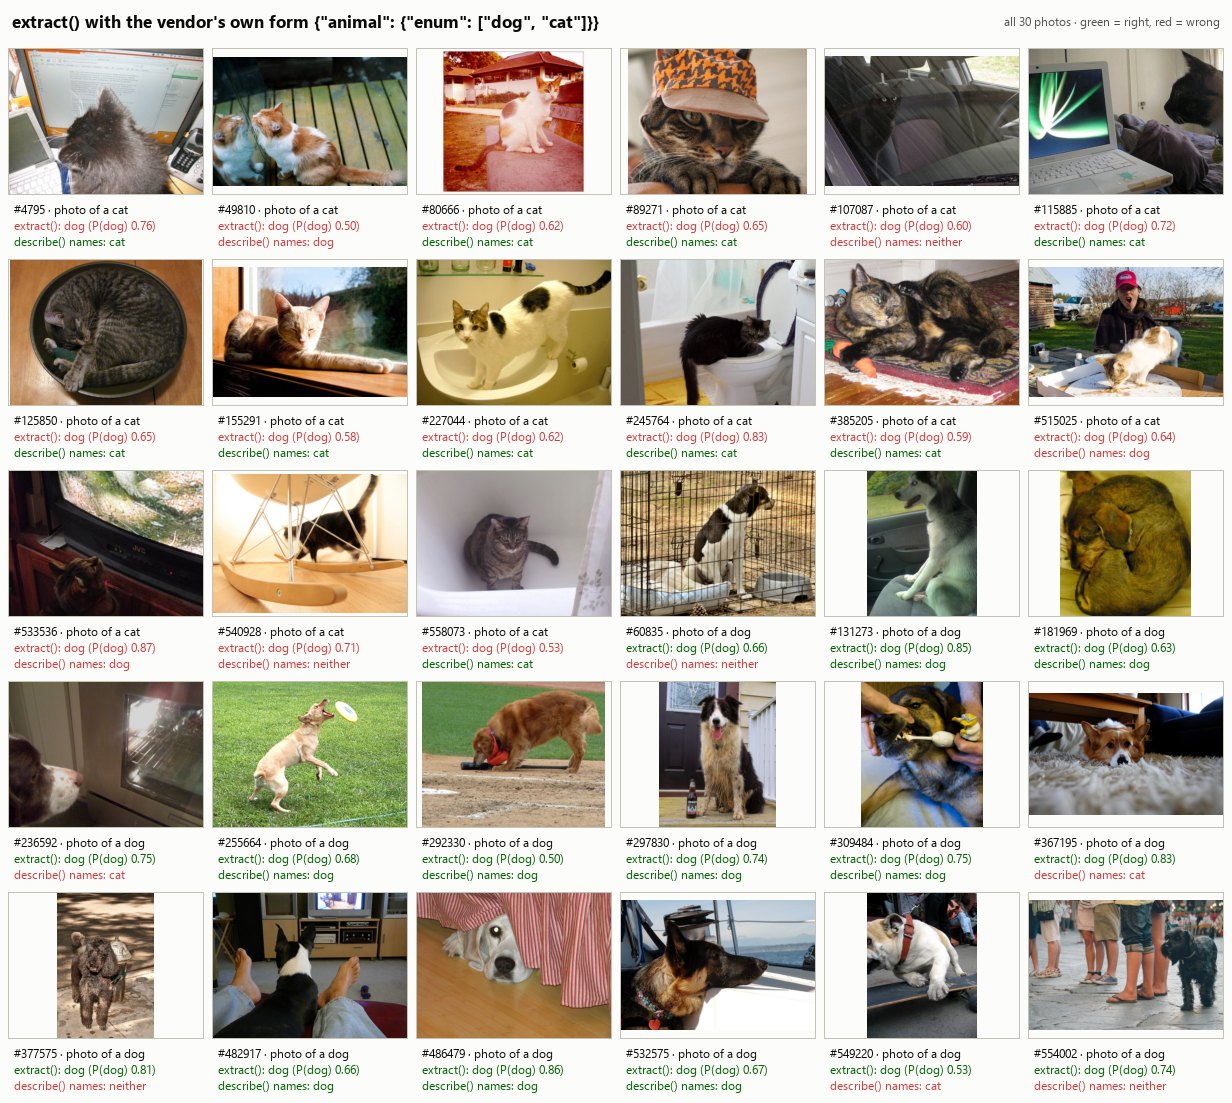 extract() with the vendor's own form {"animal": {"enum": ["dog", "cat"]}}
all 30 photos · green = right, red = wrong
#4795 · photo of a cat
extract(): dog (P(dog) 0.76)
describe() names: cat
#49810 · photo of a cat
extract(): dog (P(dog) 0.50)
describe() names: dog
#80666 · photo of a cat
extract(): dog (P(dog) 0.62)
describe() names: cat
#89271 · photo of a cat
extract(): dog (P(dog) 0.65)
describe() names: cat
#107087 · photo of a cat
extract(): dog (P(dog) 0.60)
describe() names: neither
#115885 · photo of a cat
extract(): dog (P(dog) 0.72)
describe() names: cat
#125850 · photo of a cat
extract(): dog (P(dog) 0.65)
describe() names: cat
#155291 · photo of a cat
extract(): dog (P(dog) 0.58)
describe() names: cat
#227044 · photo of a cat
extract(): dog (P(dog) 0.62)
describe() names: cat
#245764 · photo of a cat
extract(): dog (P(dog) 0.83)
describe() names: cat
#385205 · photo of a cat
extract(): dog (P(dog) 0.59)
describe() names: cat
#515025 · photo of a cat
extract(): dog (P(dog) 0.64)
describe() names: dog
JVC
#533536 · photo of a cat
extract(): dog (P(dog) 0.87)
describe() names: dog
#540928 · photo of a cat
extract(): dog (P(dog) 0.71)
describe() names: neither
#558073 · photo of a cat
extract(): dog (P(dog) 0.53)
describe() names: cat
#60835 · photo of a dog
extract(): dog (P(dog) 0.66)
describe() names: neither
#131273 · photo of a dog
extract(): dog (P(dog) 0.85)
describe() names: dog
#181969 · photo of a dog
extract(): dog (P(dog) 0.63)
describe() names: dog
#236592 · photo of a dog
extract(): dog (P(dog) 0.75)
describe() names: cat
#255664 · photo of a dog
extract(): dog (P(dog) 0.68)
describe() names: dog
#292330 · photo of a dog
extract(): dog (P(dog) 0.50)
describe() names: dog
#297830 · photo of a dog
extract(): dog (P(dog) 0.74)
describe() names: dog
#309484 · photo of a dog
extract(): dog (P(dog) 0.75)
describe() names: dog
#367195 · photo of a dog
extract(): dog (P(dog) 0.83)
describe() names: cat
#377575 · photo of a dog
extract(): dog (P(dog) 0.81)
describe() names: neither
#482917 · photo of a dog
extract(): dog (P(dog) 0.66)
describe() names: dog
#486479 · photo of a dog
extract(): dog (P(dog) 0.86)
describe() names: dog
#532575 · photo of a dog
extract(): dog (P(dog) 0.67)
describe() names: dog
#549220 · photo of a dog
extract(): dog (P(dog) 0.53)
describe() names: cat
#554002 · photo of a dog
extract(): dog (P(dog) 0.74)
describe() names: neither